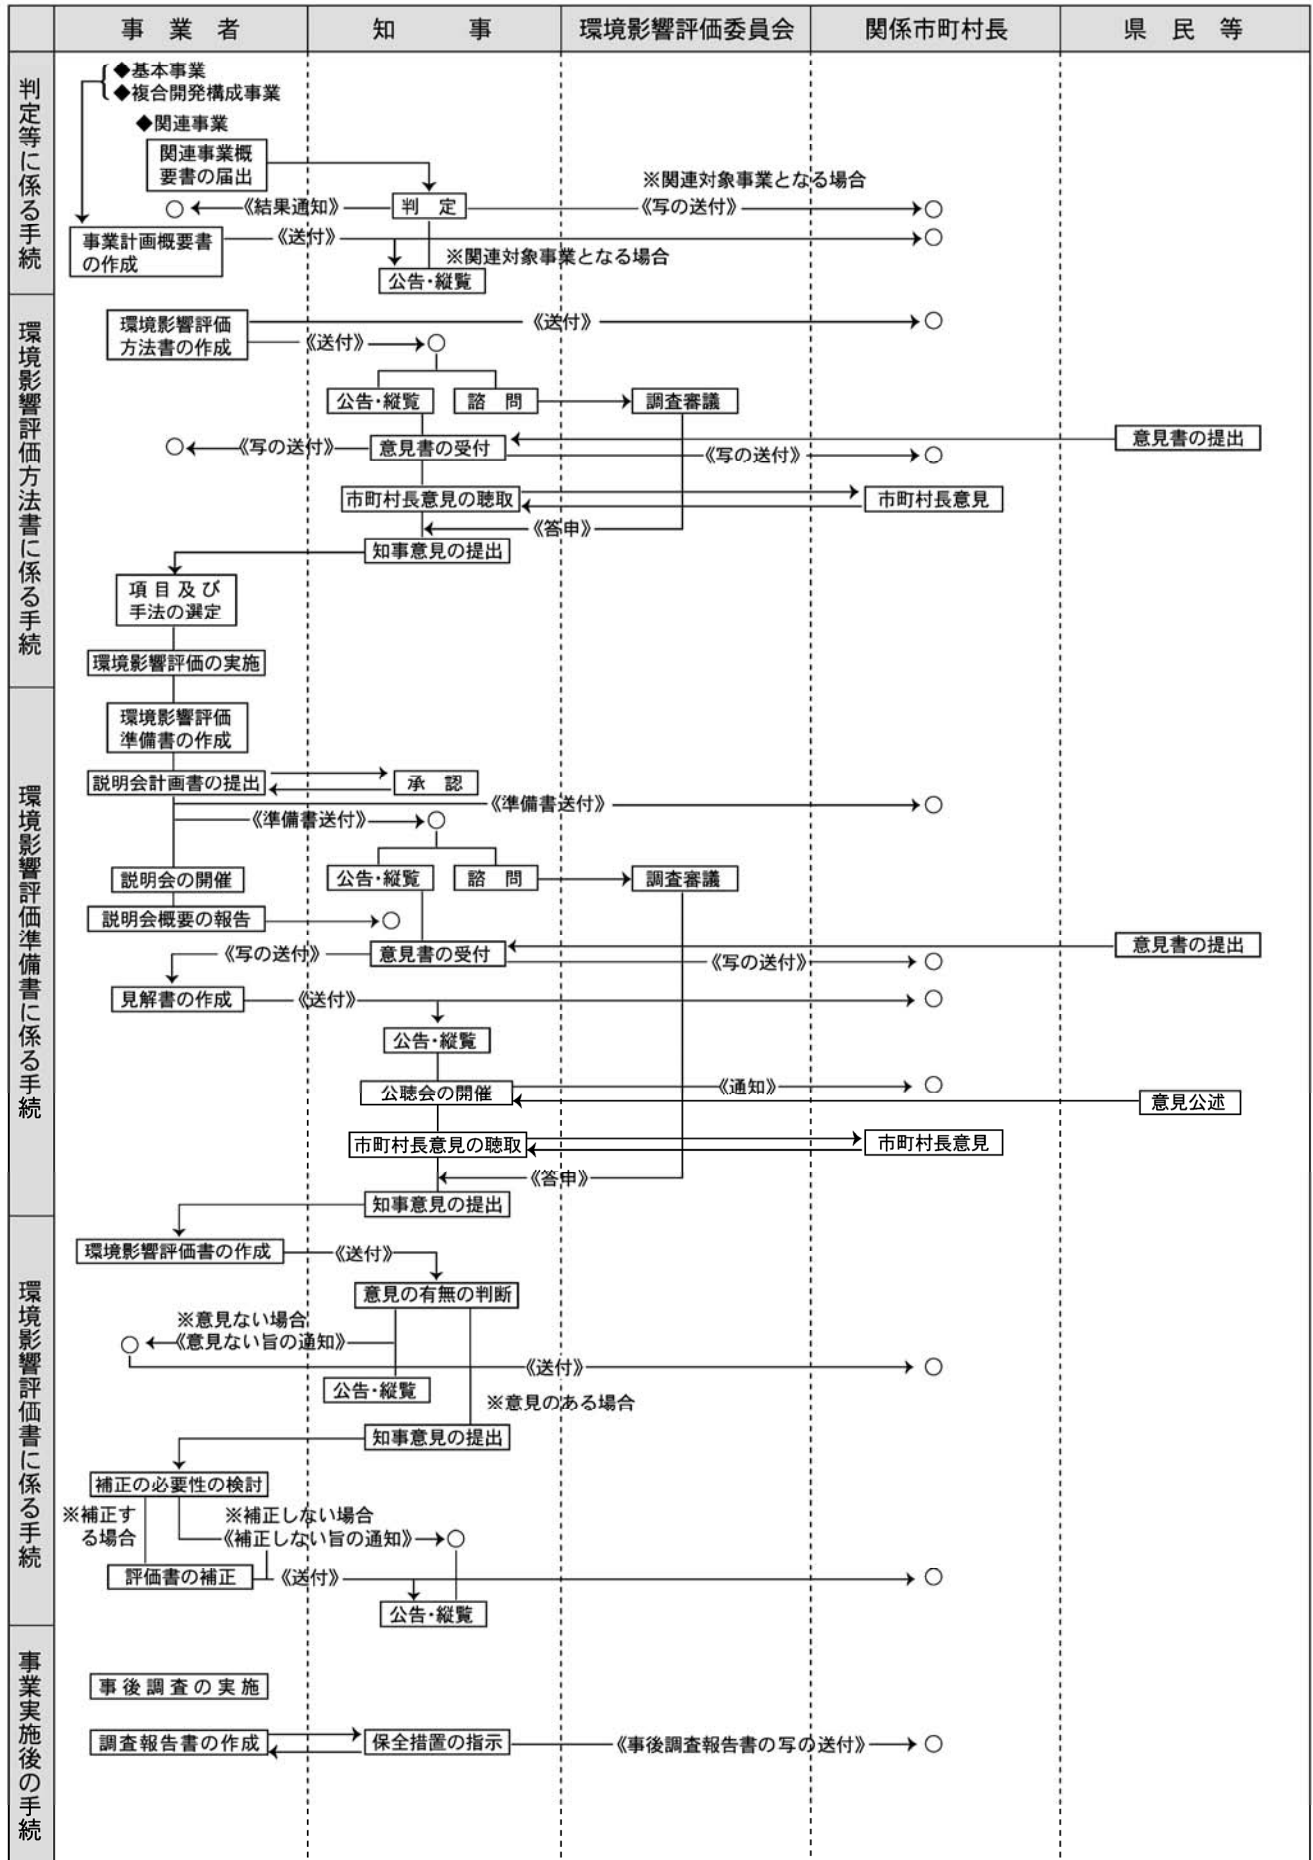 事業者
知事
環境影響評価委員会
関係市町村長
県民等
判定等に係る手続
◆基本事業
◆複合開発構成事業
◆関連事業
関連事業概
要書の届出
※関連対象事業となる場合
《結果通知》
判定
《写の送付》
事業計画概要書
の作成
《送付》
※関連対象事業となる場合
公告・縦覧
環境影響評価方法書に係る手続
環境影響評価
方法書の作成
《送付》
《送付》
公告・縦覧
諮問
調査審議
意見書の提出
《写の送付》
意見書の受付
《写の送付》
市町村長意見の聴取
市町村長意見
《答申》
知事意見の提出
項目及び
手法の選定
環境影響評価の実施
環境影響評価準備書に係る手続
環境影響評価
準備書の作成
説明会計画書の提出
承認
《準備書送付》
《準備書送付》
公告・縦覧
諮問
調査審議
説明会の開催
説明会概要の報告
意見書の提出
《写の送付》
意見書の受付
《写の送付》
見解書の作成
《送付》
公告・縦覧
公聴会の開催
《通知》
意見公述
市町村長意見の聴取
市町村長意見
《答申》
知事意見の提出
環境影響評価書に係る手続
環境影響評価書の作成
《送付》
意見の有無の判断
※意見ない場合
《意見ない旨の通知》
《送付》
公告・縦覧
※意見のある場合
知事意見の提出
補正の必要性の検討
※補正す
る場合
※補正しない場合
《補正しない旨の通知》
評価書の補正
《送付》
公告・縦覧
事業実施後の手続
事後調査の実施
調査報告書の作成
保全措置の指示
《事後調査報告書の写の送付》